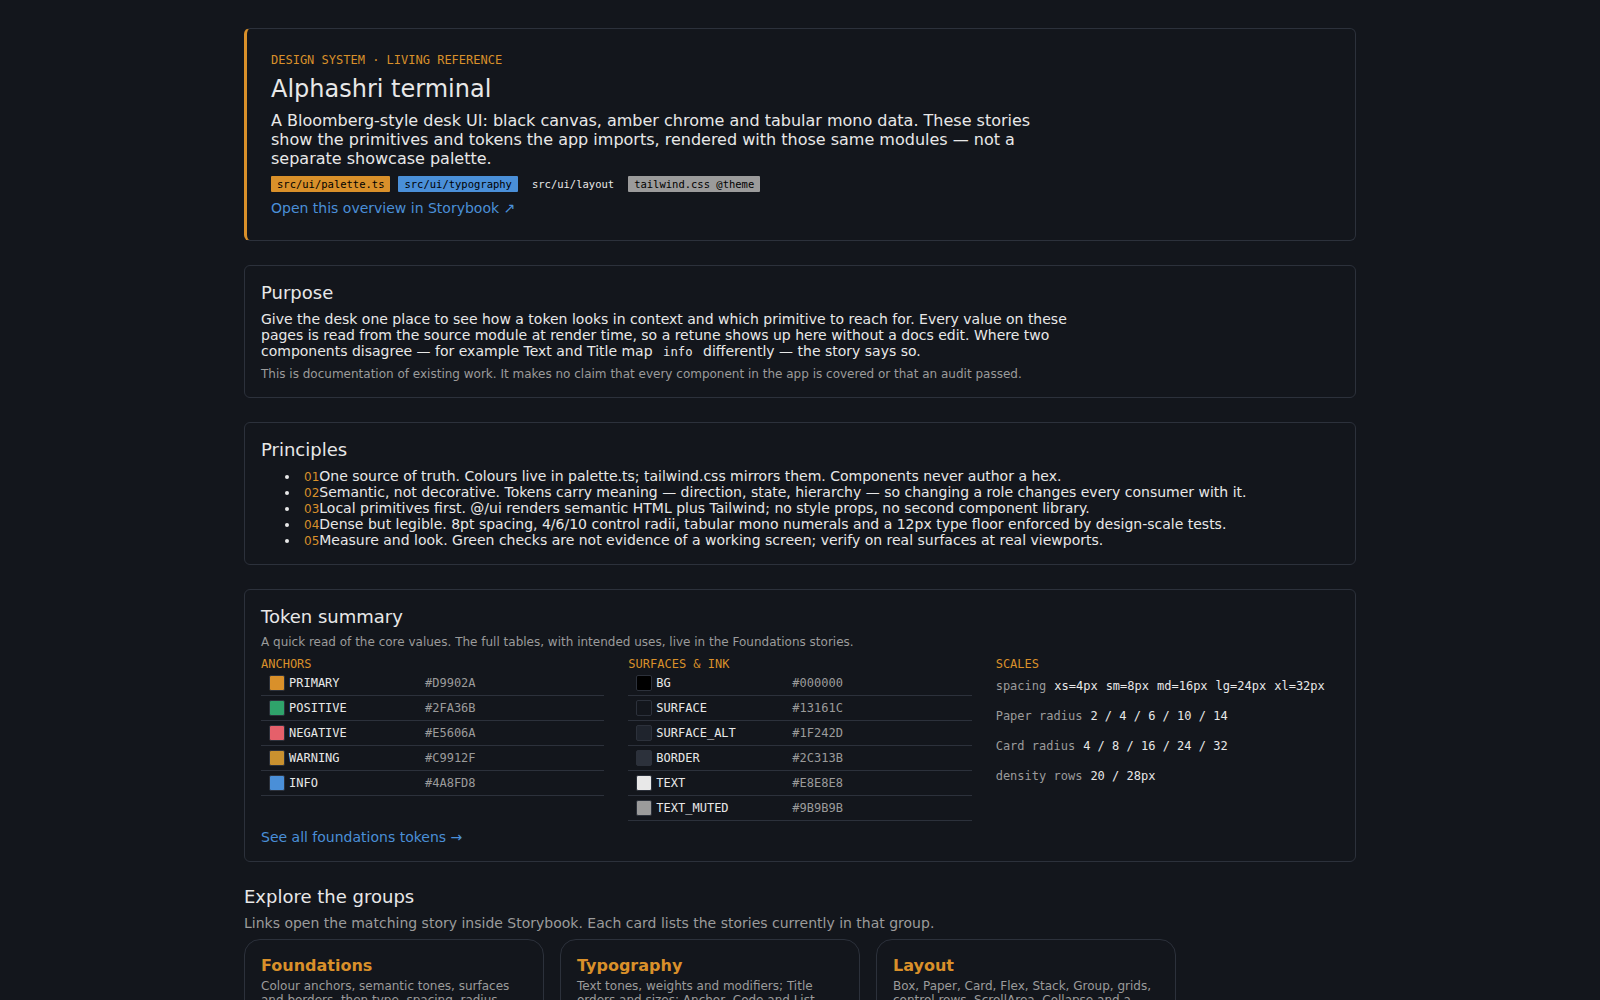 DESIGN SYSTEM · LIVING REFERENCE
Alphashri terminal
A Bloomberg-style desk UI: black canvas, amber chrome and tabular mono data. These stories
show the primitives and tokens the app imports, rendered with those same modules — not a
separate showcase palette.
src/ui/palette.ts src/ui/typography src/ui/layout tailwind.css @theme
Open this overview in Storybook ↗
Purpose
Give the desk one place to see how a token looks in context and which primitive to reach for. Every value on these
pages is read from the source module at render time, so a retune shows up here without a docs edit. Where two
components disagree — for example Text and Title map info differently — the story says so.
This is documentation of existing work. It makes no claim that every component in the app is covered or that an audit passed.
Principles
• 01One source of truth. Colours live in palette.ts; tailwind.css mirrors them. Components never author a hex.
• 02Semantic, not decorative. Tokens carry meaning — direction, state, hierarchy — so changing a role changes every consumer with it.
• 03Local primitives first. @/ui renders semantic HTML plus Tailwind; no style props, no second component library.
• 04Dense but legible. 8pt spacing, 4/6/10 control radii, tabular mono numerals and a 12px type floor enforced by design-scale tests.
• 05Measure and look. Green checks are not evidence of a working screen; verify on real surfaces at real viewports.
Token summary
A quick read of the core values. The full tables, with intended uses, live in the Foundations stories.
ANCHORS
PRIMARY #D9902A
POSITIVE #2FA36B
NEGATIVE #E5606A
WARNING #C9912F
INFO #4A8FD8
SURFACES & INK
BG #000000
SURFACE #13161C
SURFACE_ALT #1F242D
BORDER #2C313B
TEXT #E8E8E8
TEXT_MUTED #9B9B9B
SCALES
spacing xs=4px sm=8px md=16px lg=24px xl=32px
Paper radius 2 / 4 / 6 / 10 / 14
Card radius 4 / 8 / 16 / 24 / 32
density rows 20 / 28px
See all foundations tokens →
Explore the groups
Links open the matching story inside Storybook. Each card lists the stories currently in that group.
Foundations
Colour anchors, semantic tones, surfaces
and borders, then type, spacing, radius
Typography
Text tones, weights and modifiers; Title
orders and sizes; Anchor, Code and List
Layout
Box, Paper, Card, Flex, Stack, Group, grids,
control rows, ScrollArea, Collapse and a